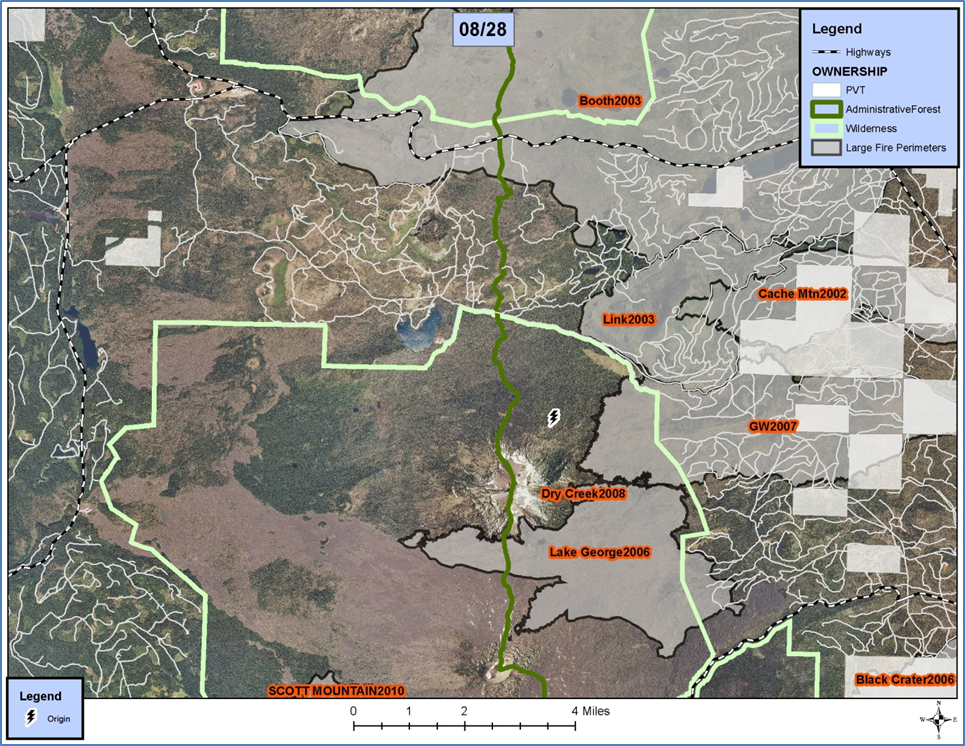 08/28
Legend
Highways
OWNERSHIP
PVT
AdministrativeForest
Wilderness
Large Fire Perimeters
Booth2003
Cache Mtn2002
Link2003
GW2007
Dry Creek2008
Lake George2006
Black Crater2006
SCOTT MOUNTAIN2010
Legend
Origin
0 1 2 4 Miles
N
W E
S